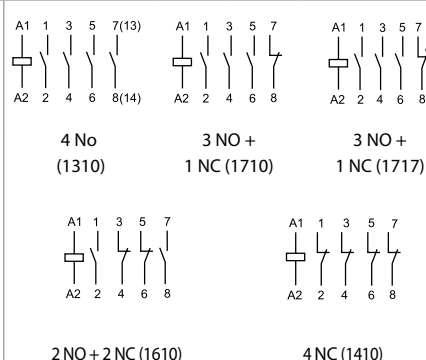 A1 1 3 5 7(13)
A2 2 4 6 8(14)
4 No
(1310)
A1 1 3 5 7
A2 2 4 6 8
3 NO +
1 NC (1710)
A1 1 3 5 7
A2 2 4 6 8
3 NO +
1 NC (1717)
A1 1 3 5 7
A2 2 4 6 8
2 NO + 2 NC (1610)
A1 1 3 5 7
A2 2 4 6 8
4 NC (1410)